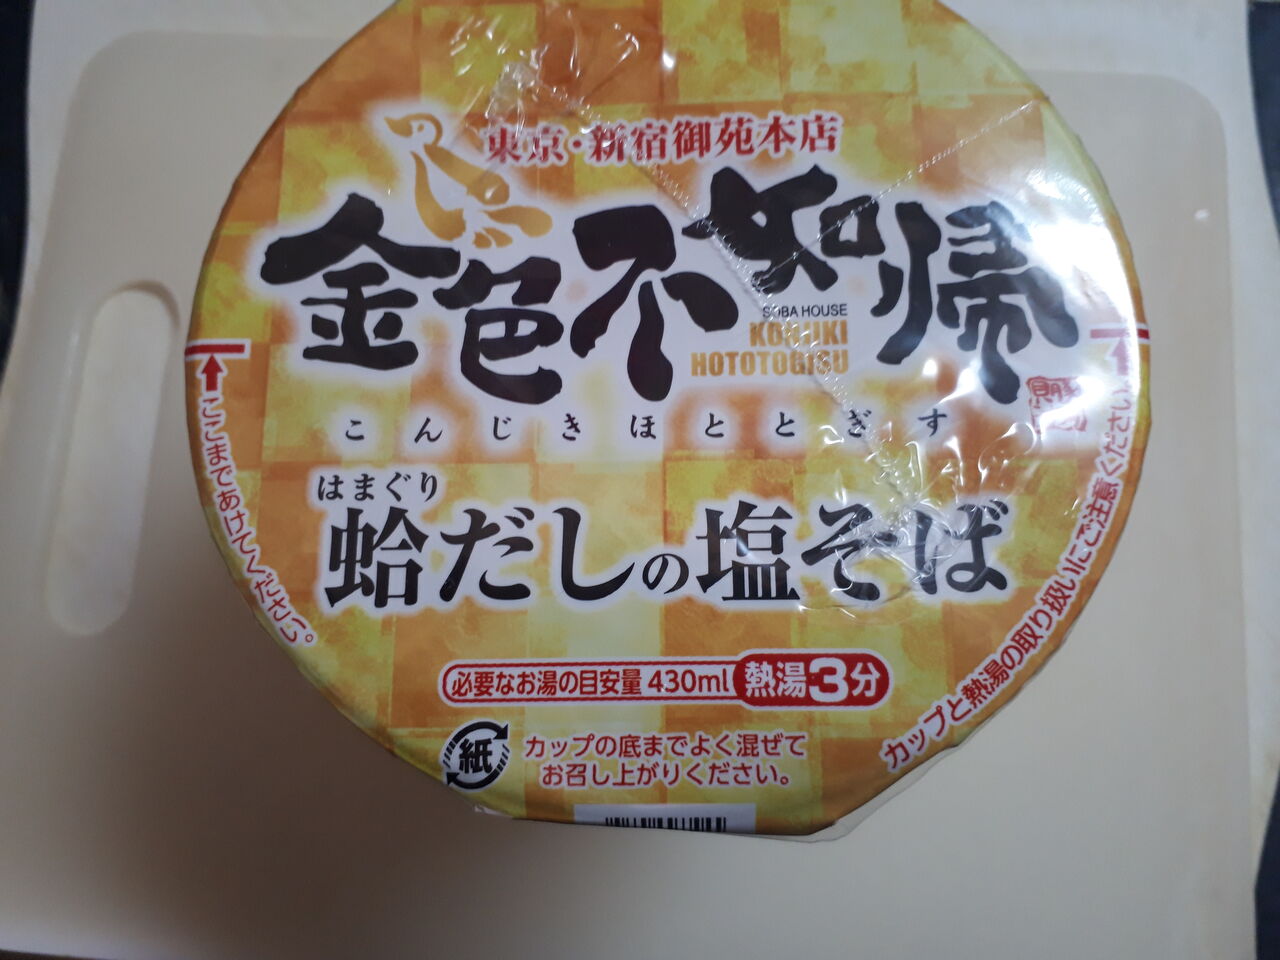 東京・新宿御苑本店
金色不如帰
SOBA HOUSE
KONJIKI
HOTOTOGISU
こんじきほととぎす
はまぐり
蛤だしの塩そば
ここまであけてください。
カップと熱湯の取り扱いにご注意ください
必要なお湯の目安量 430ml 熱湯3分
紙
カップの底までよく混ぜて
お召し上がりください。